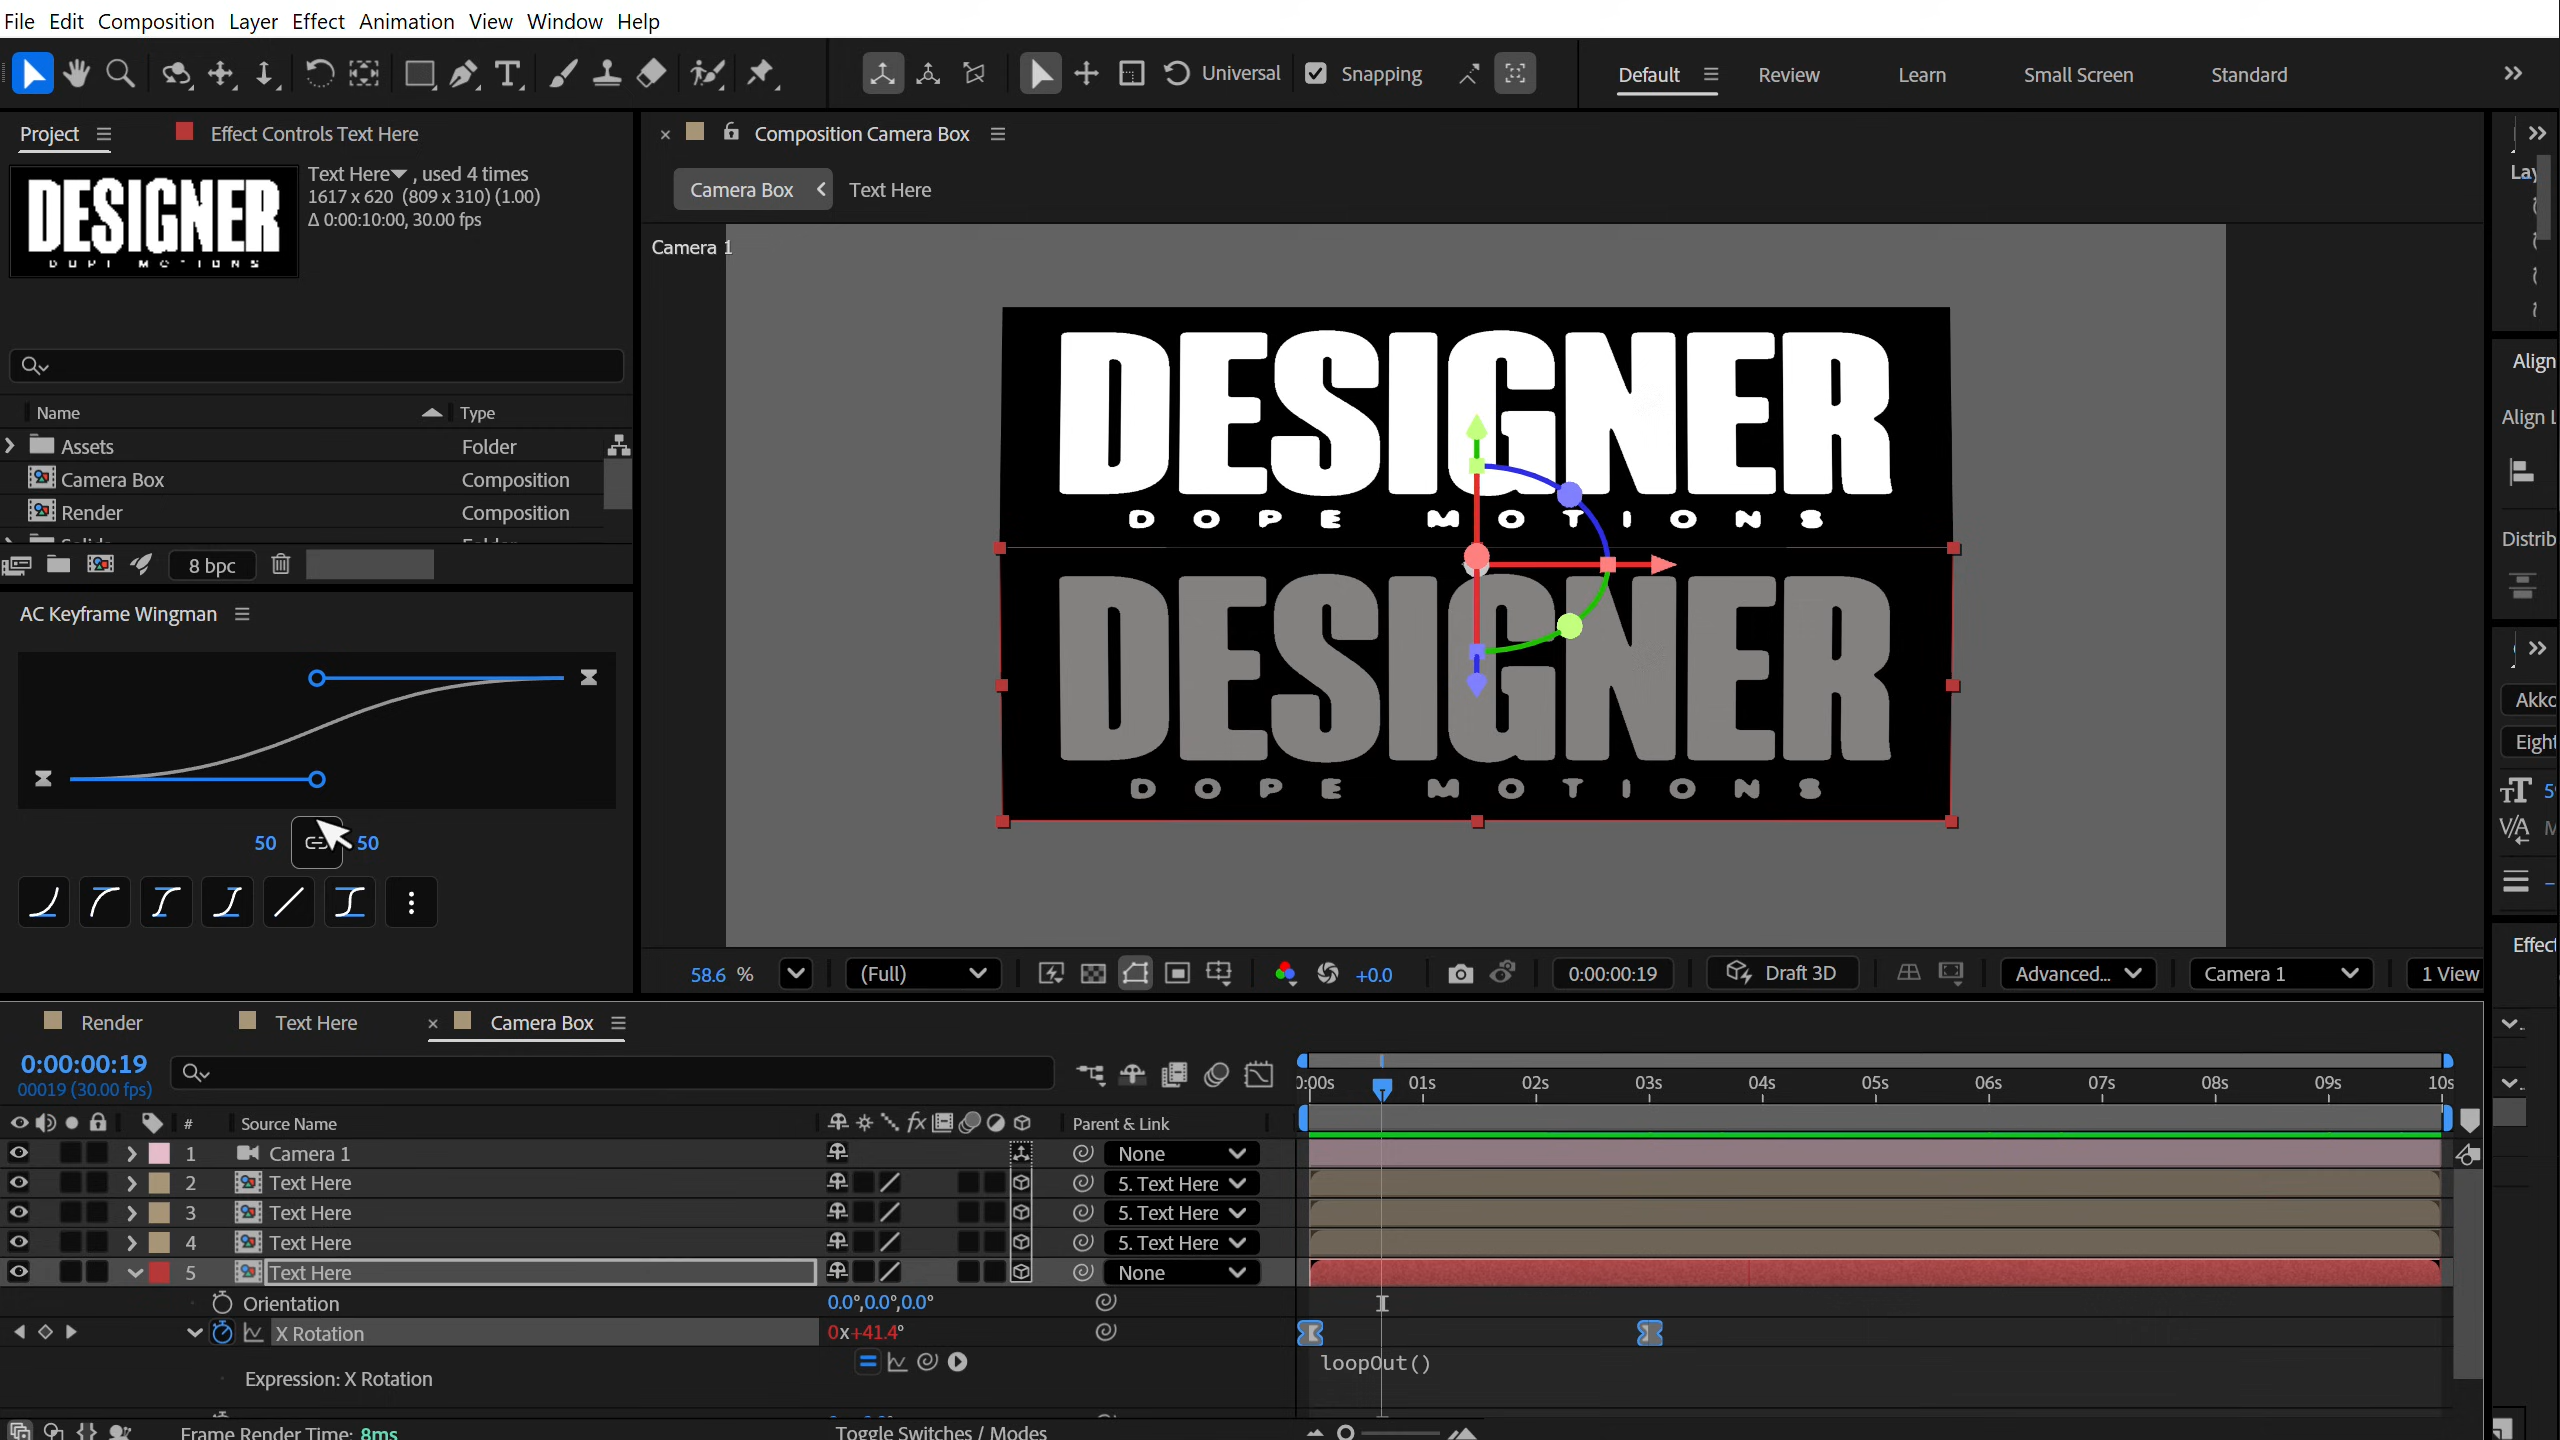 File Edit Composition Layer Effect Animation View Window Help
Universal Snapping Default Review Learn Small Screen Standard
Project Effect Controls Text Here
DESIGNER
Text Here , used 4 times
1617 x 620 (809 x 310) (1.00)
Δ 0:00:10:00, 30.00 fps
Name Type
Assets Folder
Camera Box Composition
Render Composition
8 bpc
AC Keyframe Wingman
50 50
Composition Camera Box
Camera Box Text Here
Camera 1
DESIGNER
DOPE MOTIONS
DESIGNER
DOPE MOTIONS
58.6 % (Full) +0.0 0:00:00:19 Draft 3D Advanced... Camera 1 1 View
Lay
Align
Align L
Distrib
Akko
Eigh
Effec
Render Text Here Camera Box
0:00:00:19
00019 (30.00 fps)
0:00s 01s 02s 03s 04s 05s 06s 07s 08s 09s 10s
# Source Name Parent & Link
1 Camera 1 None
2 Text Here 5. Text Here
3 Text Here 5. Text Here
4 Text Here 5. Text Here
5 Text Here None
Orientation 0.0°,0.0°,0.0°
X Rotation 0x+41.4°
Expression: X Rotation loopOut()
Frame Render Time: 8ms Toggle Switches / Modes